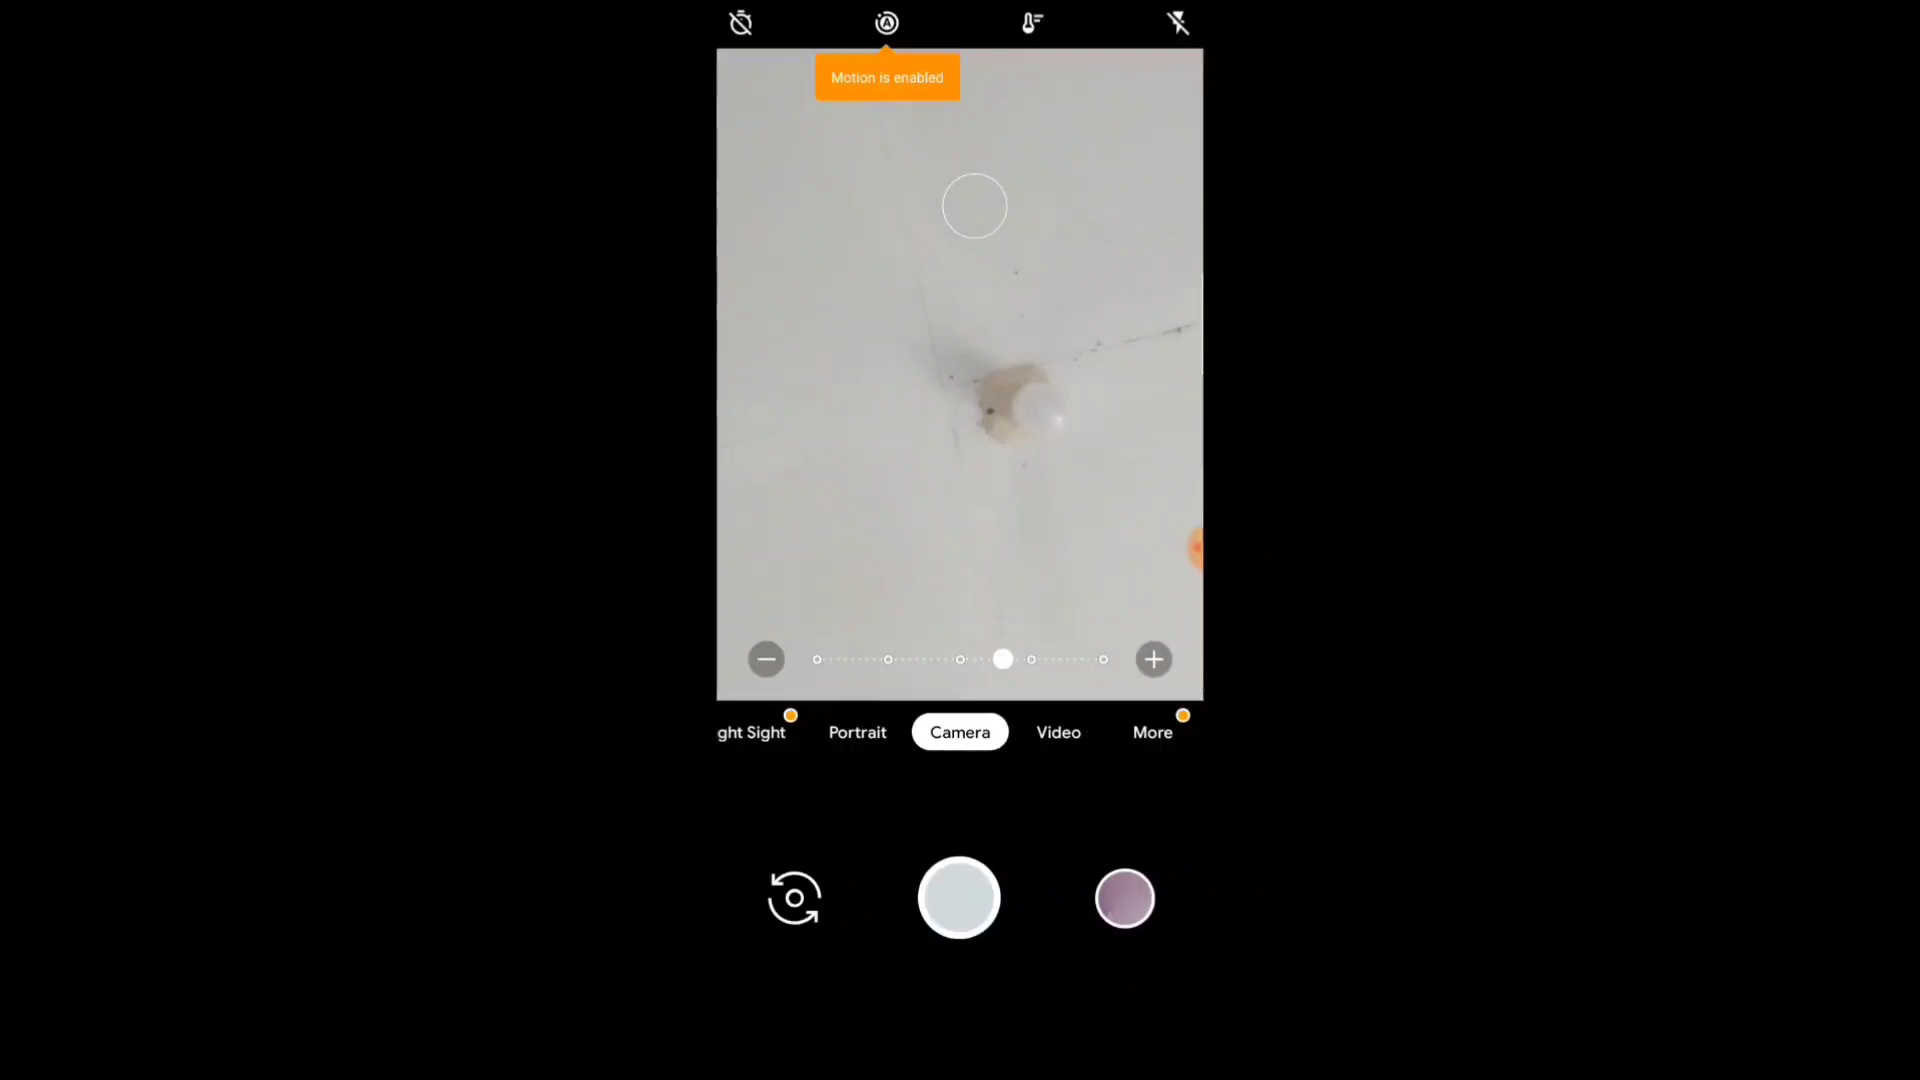 Motion is enabled
ght Sight
Portrait
Camera
Video
More